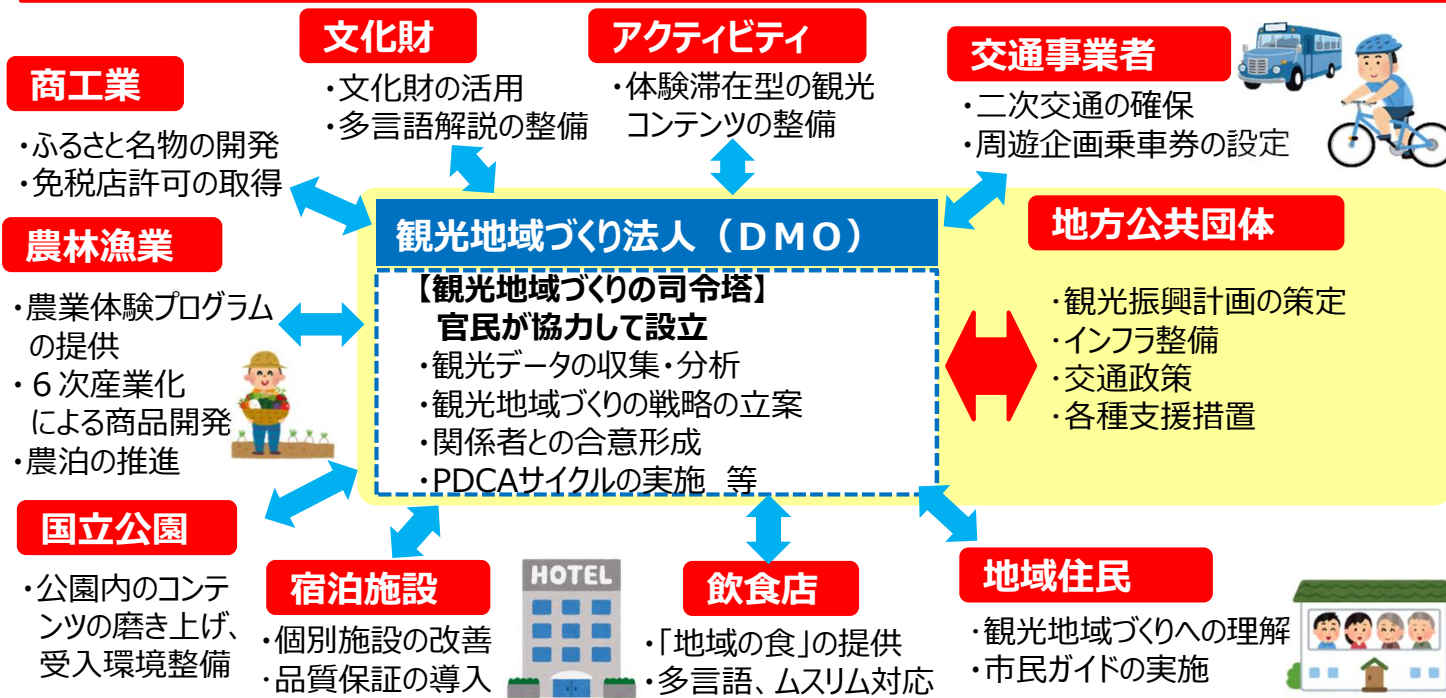 文化財
・文化財の活用
・多言語解説の整備
アクティビティ
・体験滞在型の観光
コンテンツの整備
交通事業者
・二次交通の確保
・周遊企画乗車券の設定
商工業
・ふるさと名物の開発
・免税店許可の取得
農林漁業
・農業体験プログラム
の提供
・６次産業化
による商品開発
・農泊の推進
観光地域づくり法人（ＤＭＯ）
【観光地域づくりの司令塔】
官民が協力して設立
・観光データの収集・分析
・観光地域づくりの戦略の立案
・関係者との合意形成
・PDCAサイクルの実施　等
地方公共団体
・観光振興計画の策定
・インフラ整備
・交通政策
・各種支援措置
国立公園
・公園内のコンテ
ンツの磨き上げ、
受入環境整備
宿泊施設
・個別施設の改善
・品質保証の導入
HOTEL
飲食店
・「地域の食」の提供
・多言語、ムスリム対応
地域住民
・観光地域づくりへの理解
・市民ガイドの実施